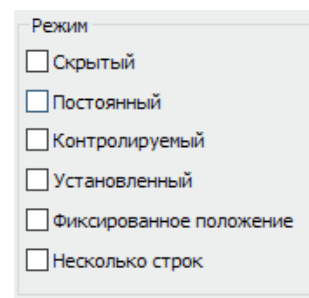 Режим
Скрытый
Постоянный
Контролируемый
Установленный
Фиксированное положение
Несколько строк